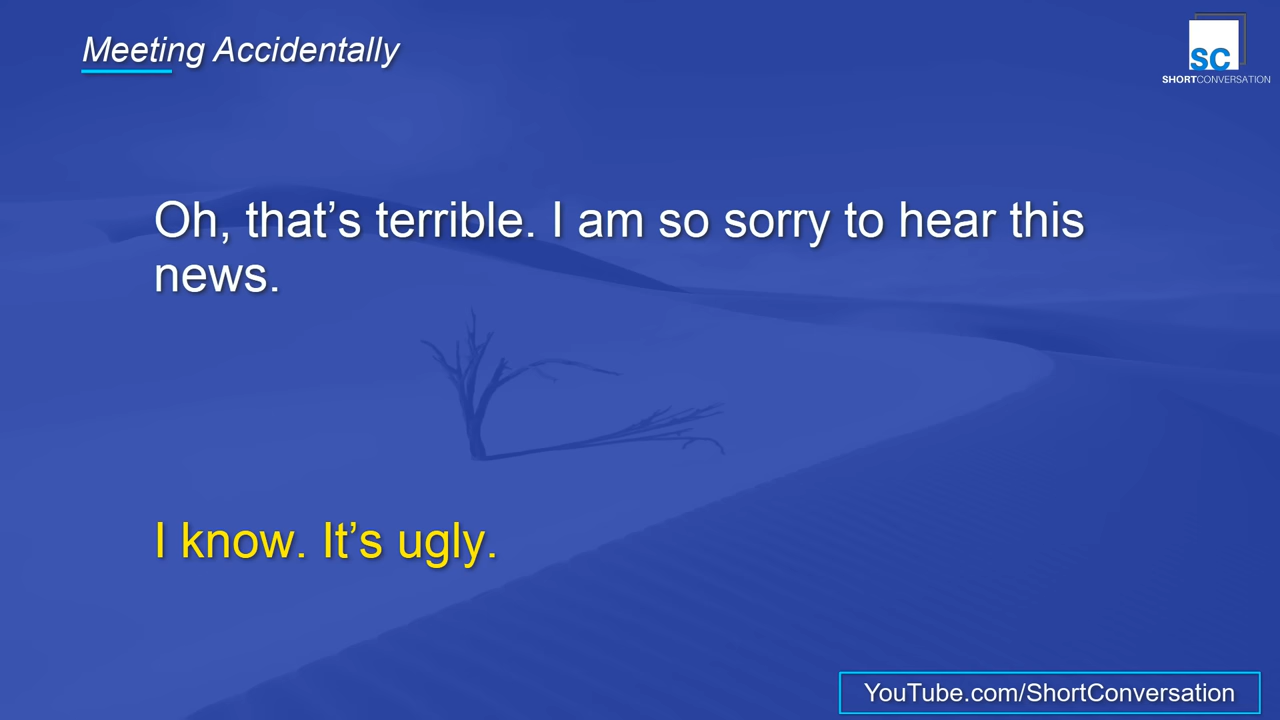 Meeting Accidentally
SC
SHORTCONVERSATION
Oh, that’s terrible. I am so sorry to hear this
news.
I know. It’s ugly.
YouTube.com/ShortConversation